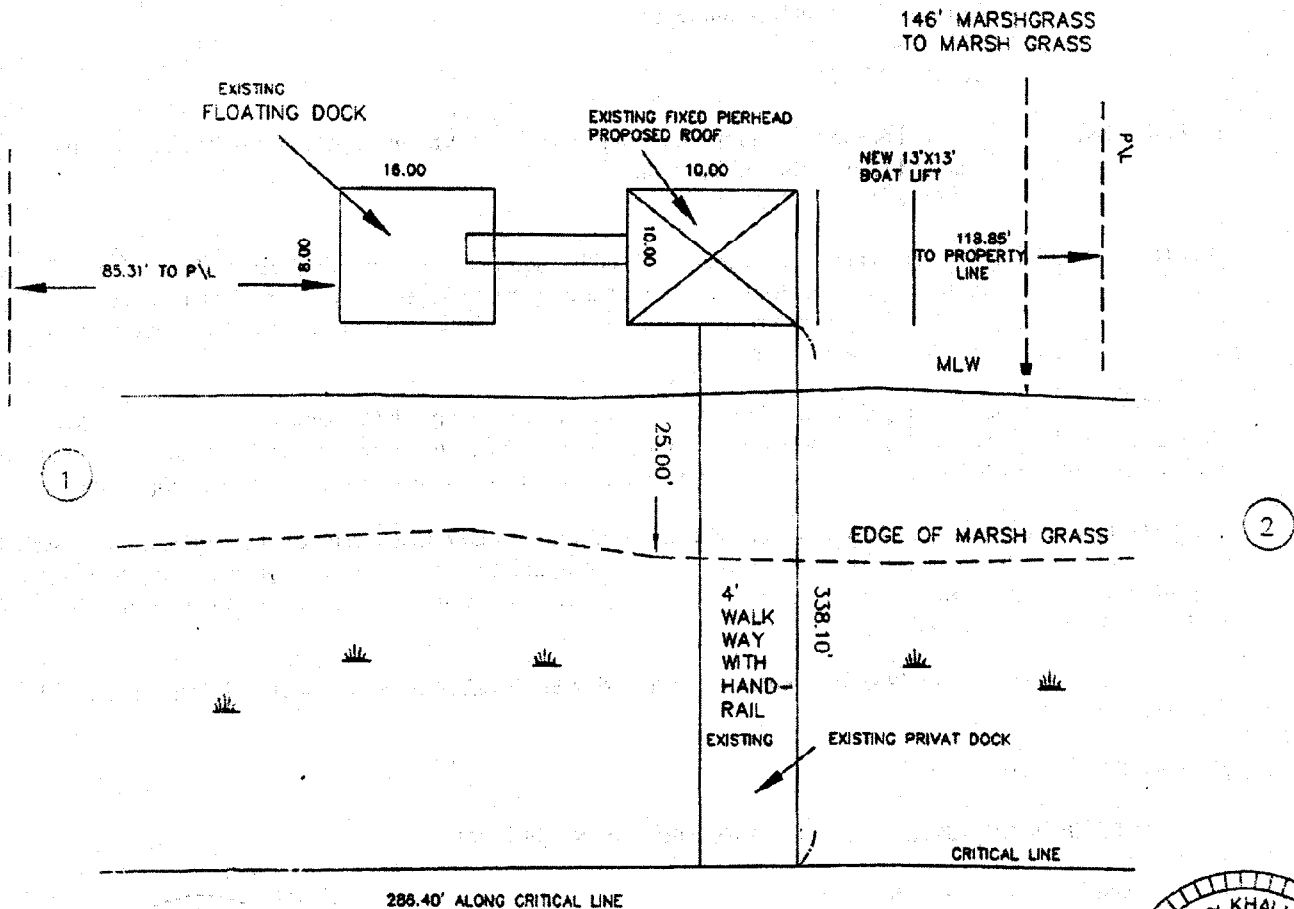 146' MARSHGRASS
TO MARSH GRASS
EXISTING
FLOATING DOCK
EXISTING FIXED PIERHEAD
PROPOSED ROOF
P\L
16.00
10.00
NEW 13'X13'
BOAT LIFT
8.00
10.00
118.85'
TO PROPERTY
LINE
85.31' TO P\L
MLW
25.00'
1
2
EDGE OF MARSH GRASS
4'
WALK
WAY
WITH
HAND-
RAIL
338.10'
EXISTING
EXISTING PRIVAT DOCK
CRITICAL LINE
286.40' ALONG CRITICAL LINE